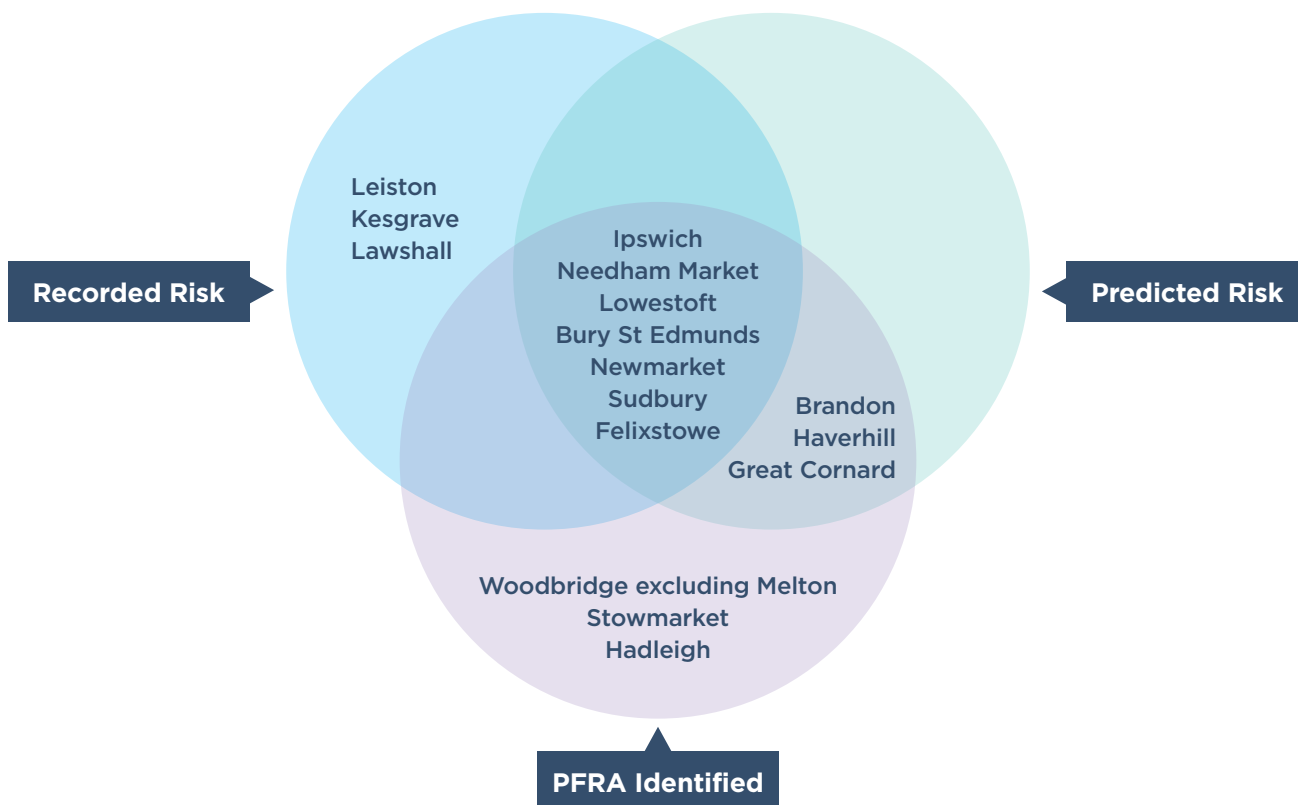 Leiston
Kesgrave
Lawshall
Recorded Risk
Ipswich
Needham Market
Lowestoft
Bury St Edmunds
Newmarket
Sudbury
Felixstowe
Predicted Risk
Brandon
Haverhill
Great Cornard
Woodbridge excluding Melton
Stowmarket
Hadleigh
PFRA Identified